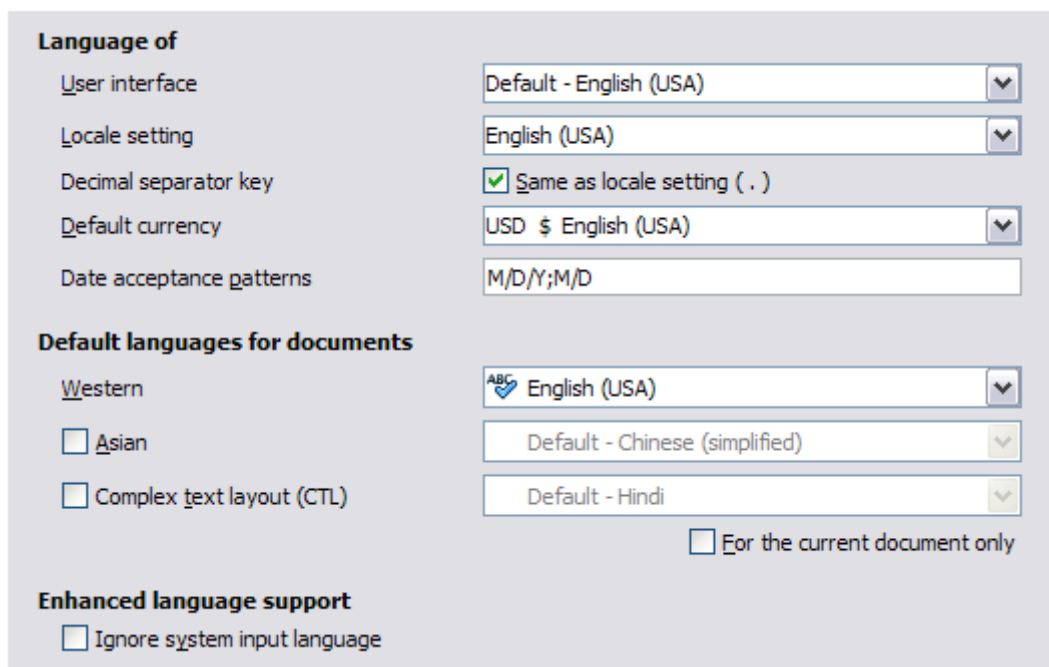 Language of
User interface Default - English (USA)
Locale setting English (USA)
Decimal separator key Same as locale setting ( . )
Default currency USD $ English (USA)
Date acceptance patterns M/D/Y;M/D
Default languages for documents
Western ABC English (USA)
Asian Default - Chinese (simplified)
Complex text layout (CTL) Default - Hindi
For the current document only
Enhanced language support
Ignore system input language